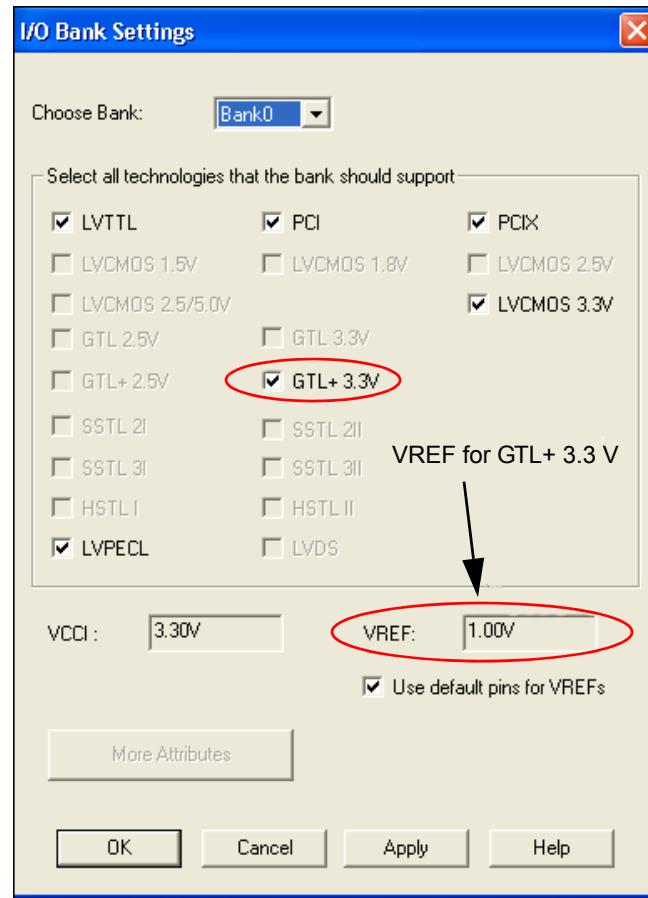 I/O Bank Settings
Choose Bank: Bank0
Select all technologies that the bank should support
LVTTL PCI PCIX
LVCMOS 1.5V LVCMOS 1.8V LVCMOS 2.5V
LVCMOS 2.5/5.0V LVCMOS 3.3V
GTL 2.5V GTL 3.3V
GTL+ 2.5V GTL+ 3.3V
SSTL 2I SSTL 2II
VREF for GTL+ 3.3 V
SSTL 3I SSTL 3II
HSTL I HSTL II
LVPECL LVDS
VCCI : 3.30V VREF: 1.00V
Use default pins for VREFs
More Attributes
OK Cancel Apply Help